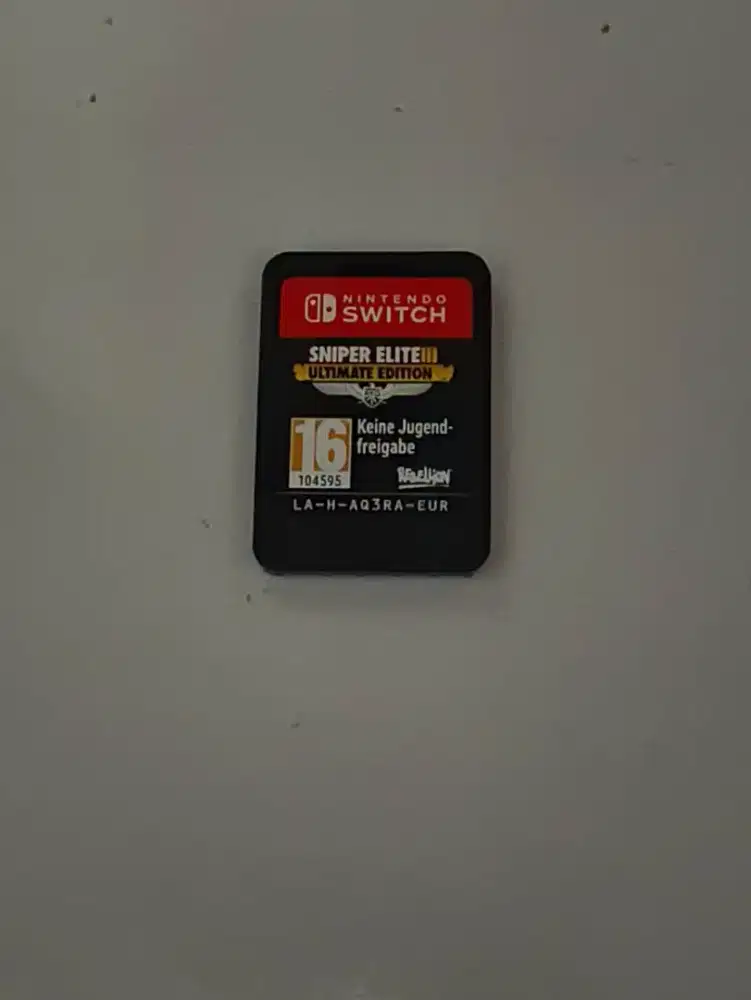 NINTENDO
SWITCH
SNIPER ELITE III
ULTIMATE EDITION
16
104595
Keine Jugend-
freigabe
REBELLION
LA-H-AQ3RA-EUR